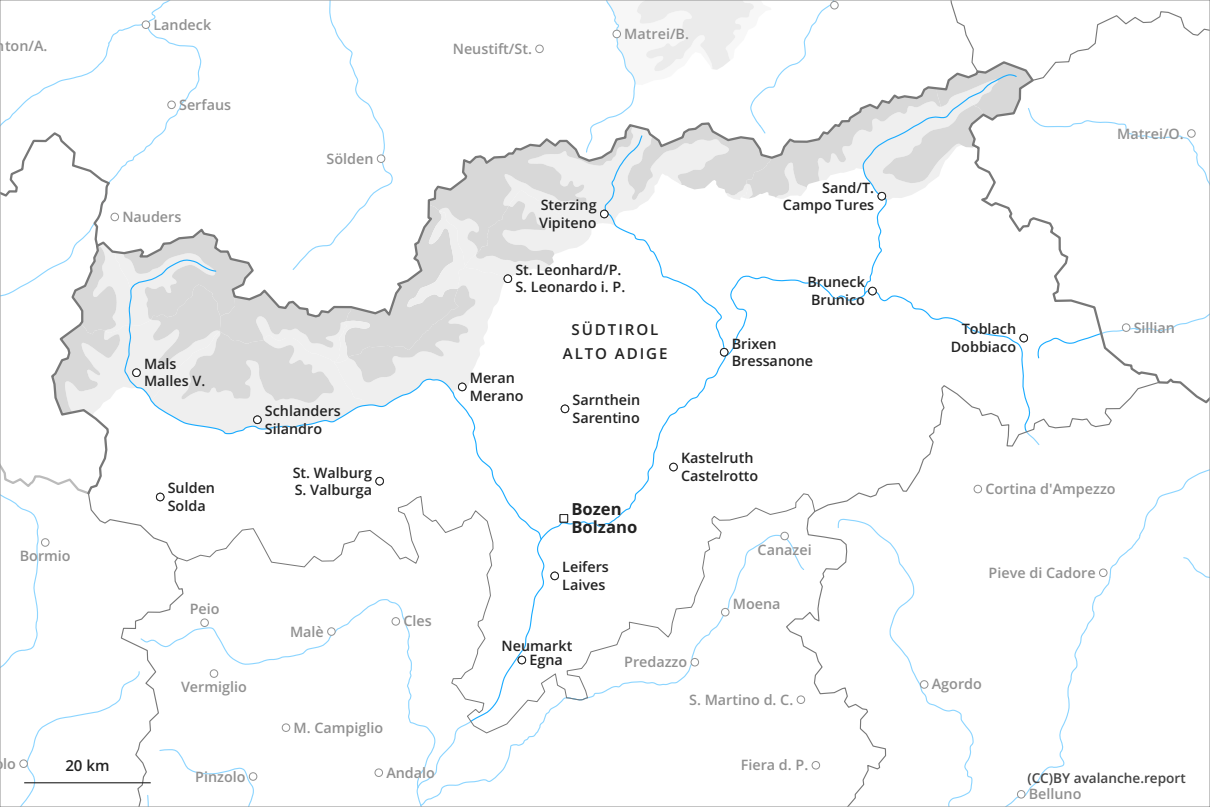 Landeck
nton/A.
Neustift/St.
Matrei/B.
Serfaus
Matrei/O.
Sölden
Sand/T.
Campo Tures
Sterzing
Vipiteno
Nauders
St. Leonhard/P.
S. Leonardo i. P.
Bruneck
Brunico
SÜDTIROL
ALTO ADIGE
Toblach
Dobbiaco
Sillian
Brixen
Bressanone
Mals
Malles V.
Meran
Merano
Sarnthein
Sarentino
Schlanders
Silandro
Kastelruth
Castelrotto
St. Walburg
S. Valburga
Sulden
Solda
Cortina d'Ampezzo
Bozen
Bolzano
Bormio
Canazei
Leifers
Laives
Pieve di Cadore
Peio
Moena
Malè
Cles
Neumarkt
Egna
Predazzo
Vermiglio
Agordo
S. Martino d. C.
M. Campiglio
olo
20 km
Pinzolo
Andalo
Fiera d. P.
(CC)BY avalanche.report
Belluno